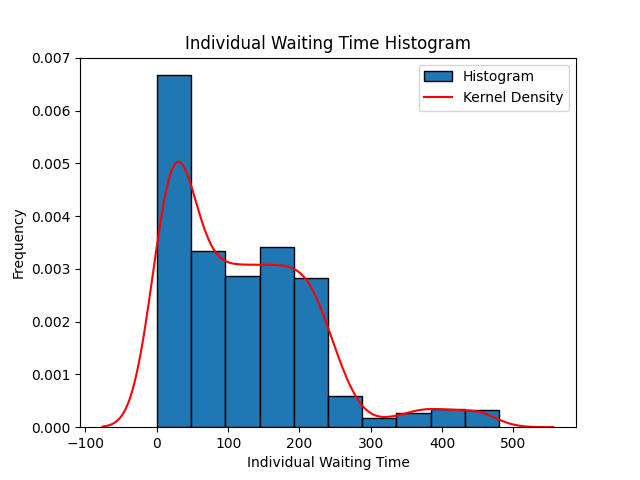 Individual Waiting Time Histogram
Histogram
Kernel Density
Frequency
0.007
0.006
0.005
0.004
0.003
0.002
0.001
0.000
−100 0 100 200 300 400 500
Individual Waiting Time